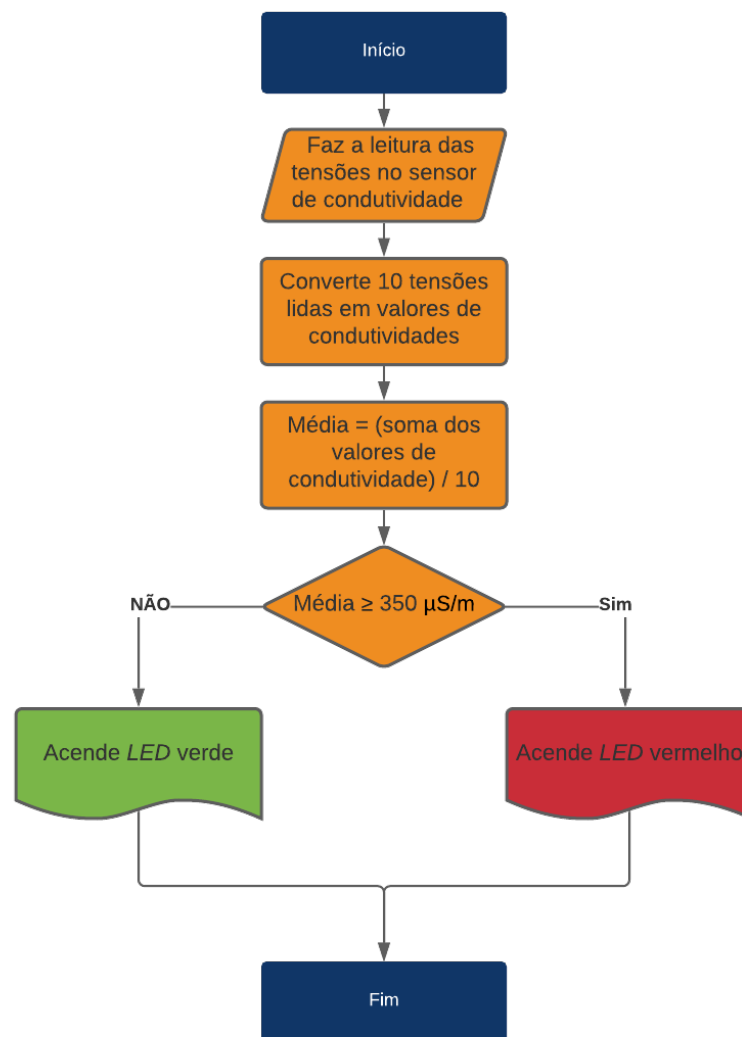 Início
Faz a leitura das
tensões no sensor
de condutividade
Converte 10 tensões
lidas em valores de
condutividades
Média = (soma dos
valores de
condutividade) / 10
Média ≥ 350 µS/m
NÃO
Sim
Acende LED verde
Acende LED vermelho
Fim